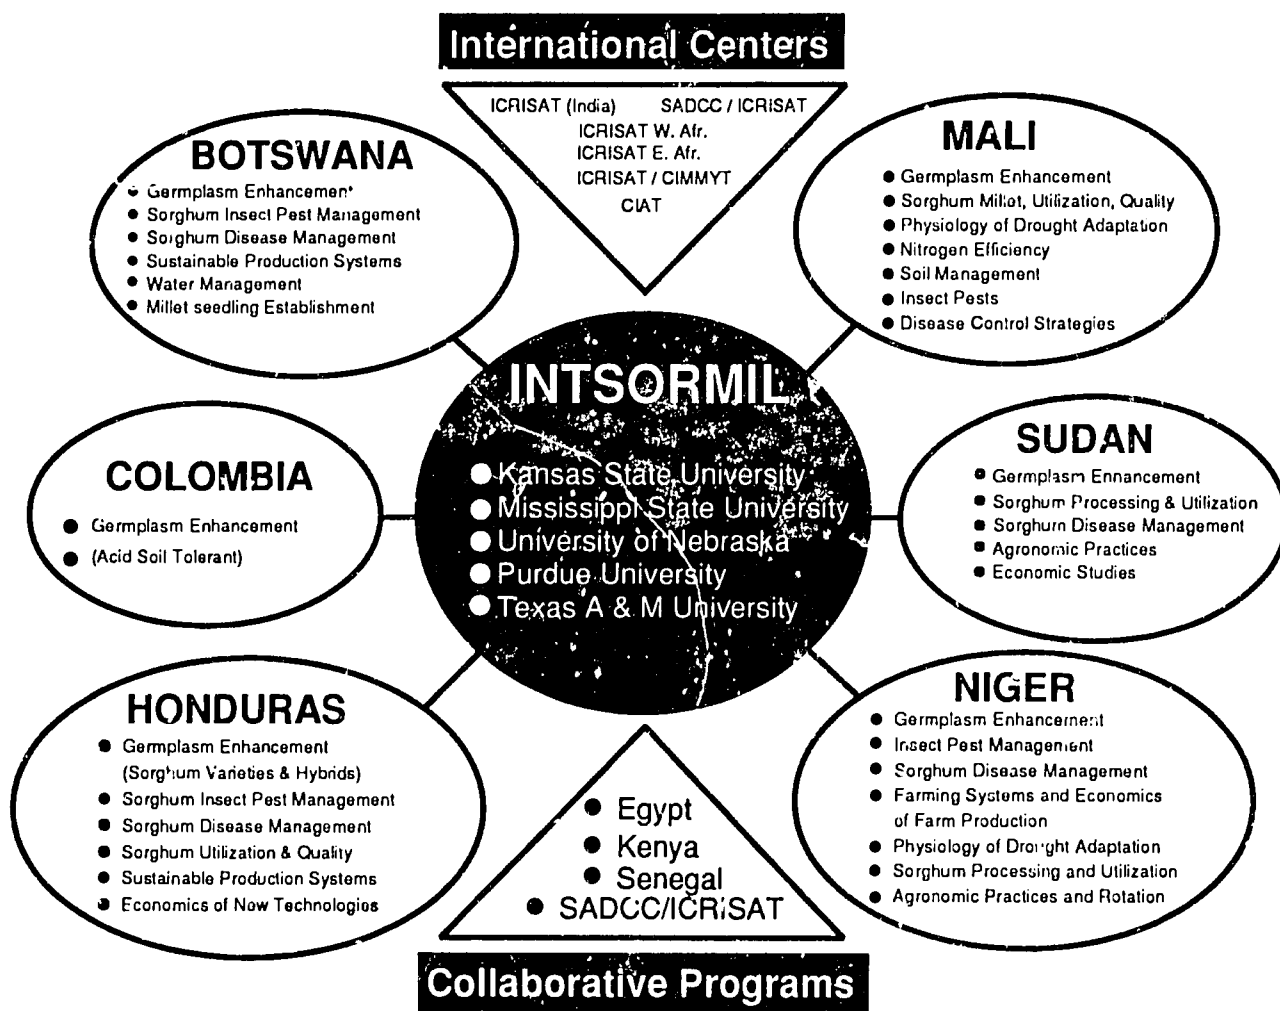 International Centers
ICRISAT (India) SADCC / ICRISAT
ICRISAT W. Afr.
ICRISAT E. Afr.
ICRISAT / CIMMYT
CIAT
BOTSWANA
● Germplasm Enhancement
● Sorghum Insect Pest Management
● Sorghum Disease Management
● Sustainable Production Systems
● Water Management
● Millet seedling Establishment
MALI
● Germplasm Enhancement
● Sorghum Millet, Utilization, Quality
● Physiology of Drought Adaptation
● Nitrogen Efficiency
● Soil Management
● Insect Pests
● Disease Control Strategies
INTSORMIL
● Kansas State University
● Mississippi State University
● University of Nebraska
● Purdue University
● Texas A & M University
COLOMBIA
● Germplasm Enhancement
● (Acid Soil Tolerant)
SUDAN
● Germplasm Ennancement
● Sorghum Processing & Utilization
● Sorghum Disease Management
● Agronomic Practices
● Economic Studies
HONDURAS
● Germplasm Enhancement
(Sorghum Varieties & Hybrids)
● Sorghum Insect Pest Management
● Sorghum Disease Management
● Sorghum Utilization & Quality
● Sustainable Production Systems
● Economics of New Technologies
NIGER
● Germplasm Enhancement
● Insect Pest Management
● Sorghum Disease Management
● Farming Systems and Economics
of Farm Production
● Physiology of Drought Adaptation
● Sorghum Processing and Utilization
● Agronomic Practices and Rotation
● Egypt
● Kenya
● Senegal
● SADCC/ICRISAT
Collaborative Programs